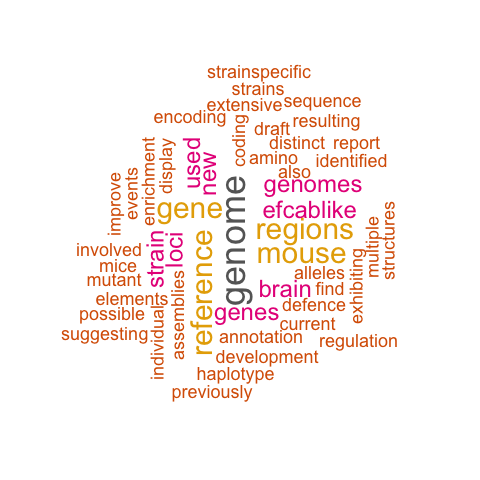 strainspecific
strains
extensive
sequence
encoding
coding
draft
resulting
distinct
report
enrichment
display
used
new
amino
also
identified
improve
events
gene
genome
genomes
efcablike
regions
mouse
multiple
structures
involved
mice
mutant
strain
loci
reference
brain
alleles
find
exhibiting
elements
possible
suggesting
individual
assemblies
genes
defence
current
annotation
regulation
development
haplotype
previously